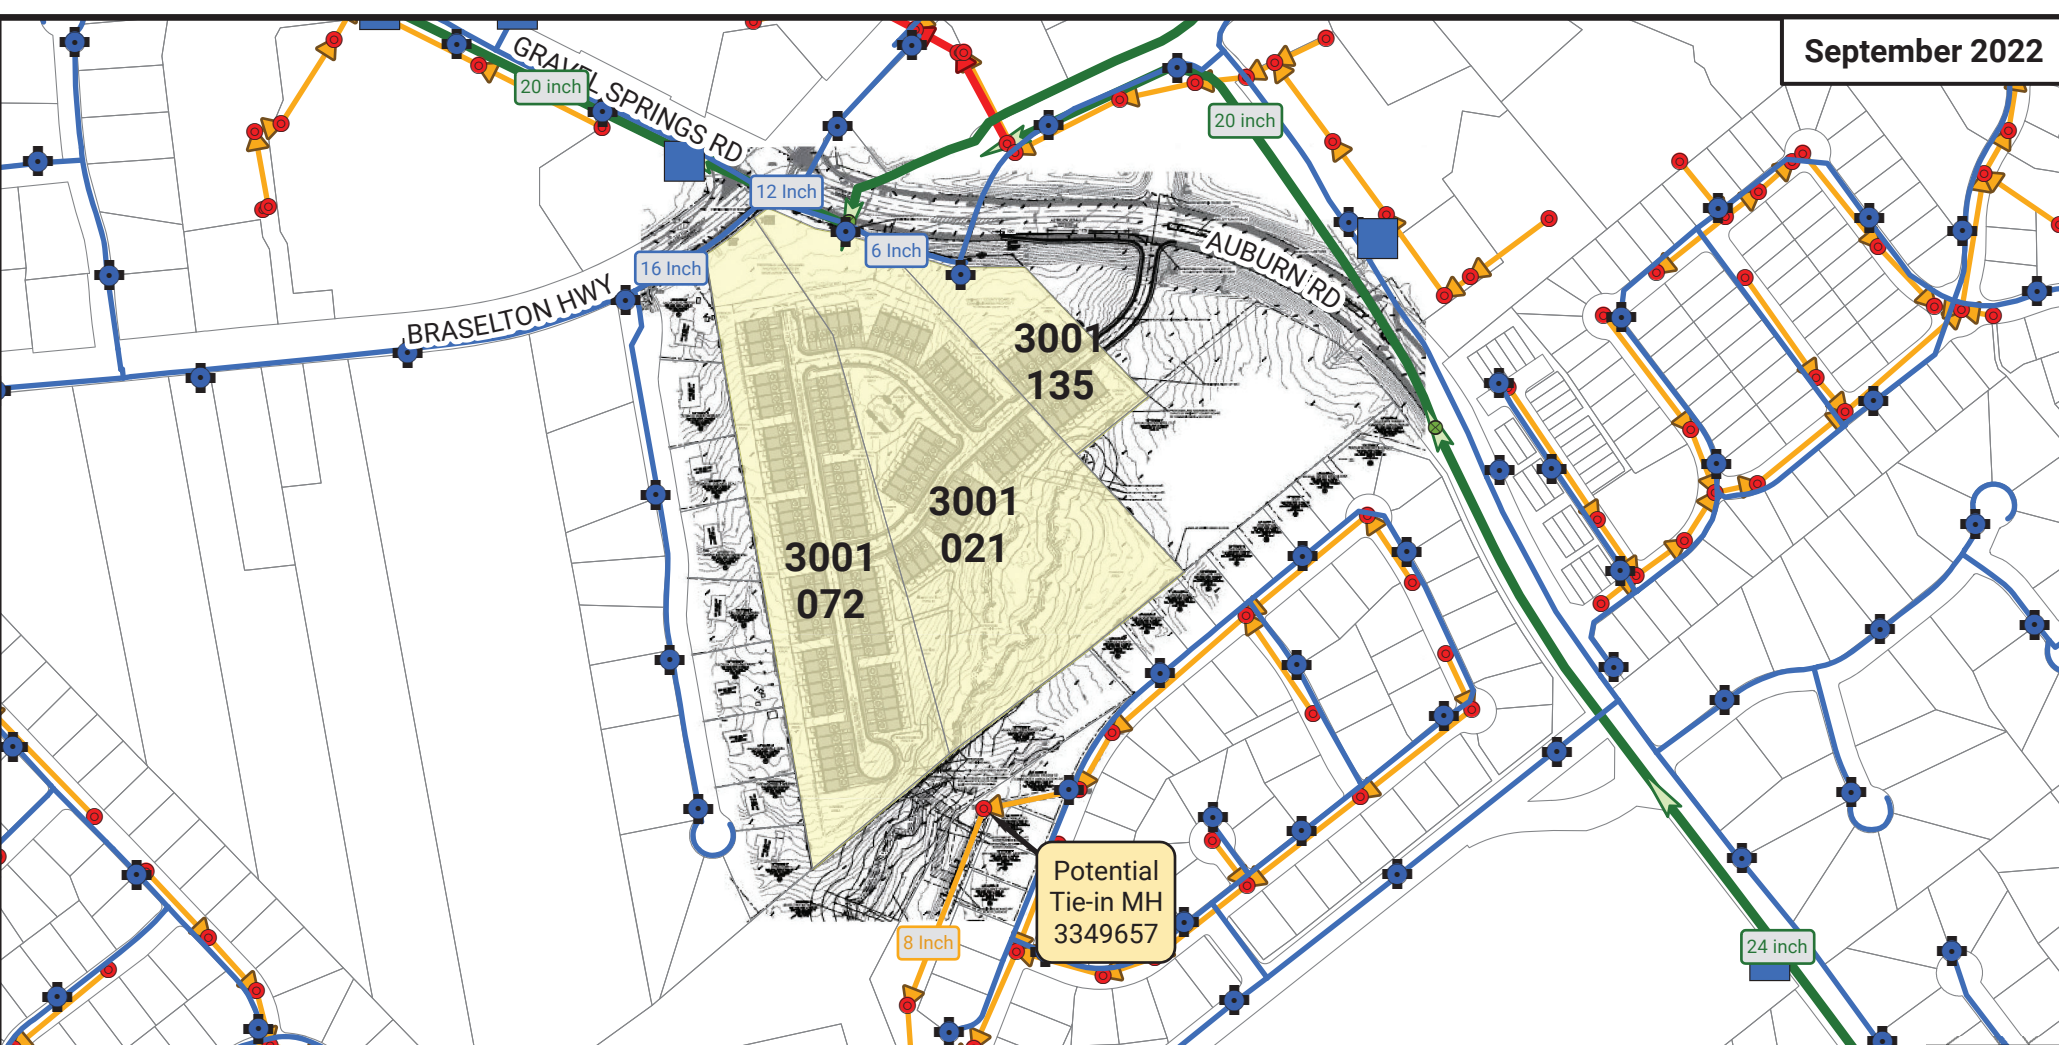 September 2022
GRAVEL SPRINGS RD
20 inch
20 inch
12 Inch
6 Inch
16 Inch
AUBURN RD
BRASELTON HWY
3001
135
3001
021
3001
072
Potential
Tie-in MH
3349657
8 Inch
24 inch